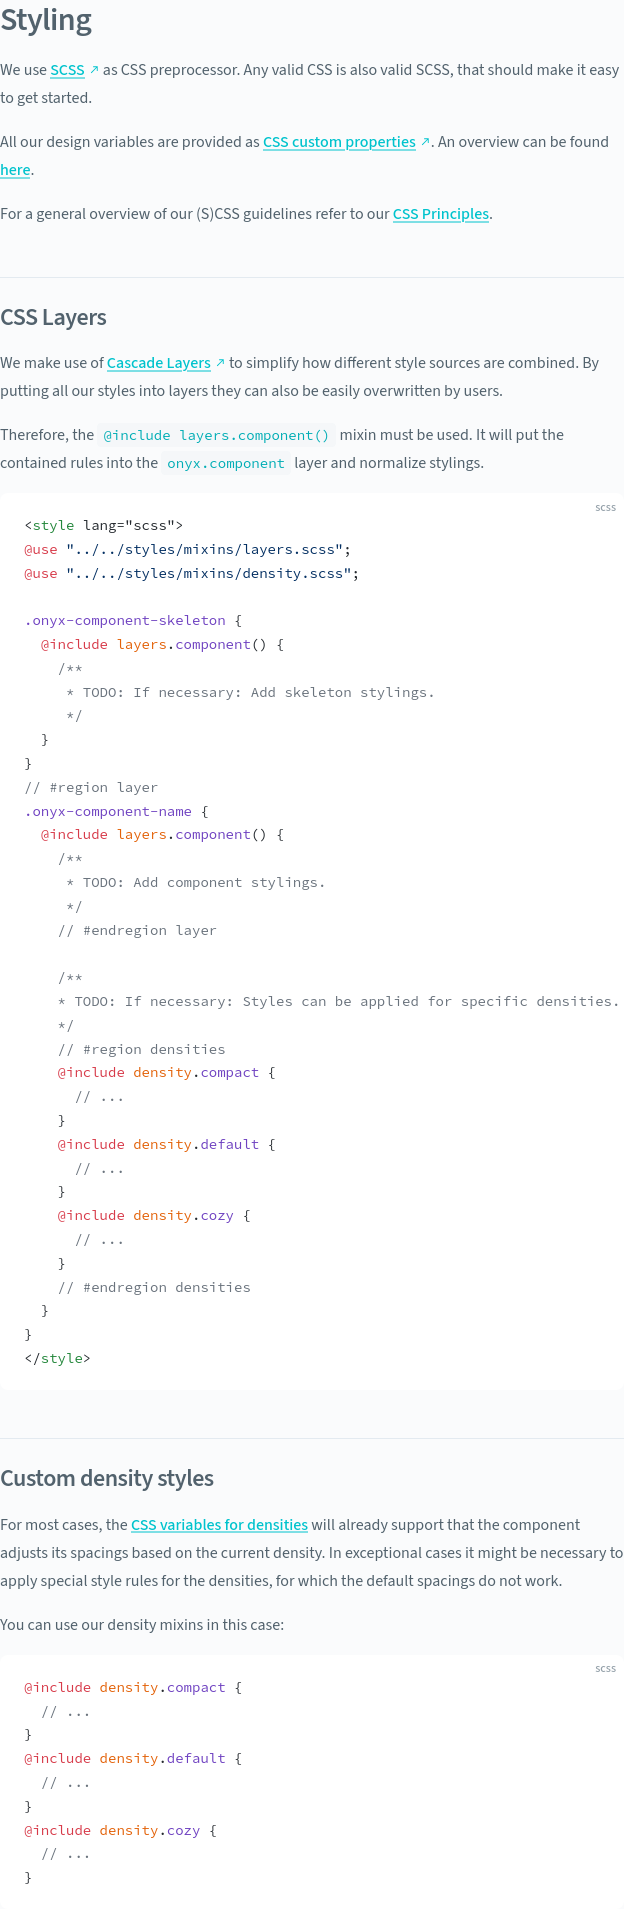 Styling
We use SCSS ↗ as CSS preprocessor. Any valid CSS is also valid SCSS, that should make it easy
to get started.
All our design variables are provided as CSS custom properties ↗. An overview can be found
here.
For a general overview of our (S)CSS guidelines refer to our CSS Principles.
CSS Layers
We make use of Cascade Layers ↗ to simplify how different style sources are combined. By
putting all our styles into layers they can also be easily overwritten by users.
Therefore, the @include layers.component() mixin must be used. It will put the
contained rules into the onyx.component layer and normalize stylings.
scss
<style lang="scss">
@use "../../styles/mixins/layers.scss";
@use "../../styles/mixins/density.scss";
.onyx-component-skeleton {
  @include layers.component() {
    /**
     * TODO: If necessary: Add skeleton stylings.
     */
  }
}
// #region layer
.onyx-component-name {
  @include layers.component() {
    /**
     * TODO: Add component stylings.
     */
    // #endregion layer
    /**
    * TODO: If necessary: Styles can be applied for specific densities.
    */
    // #region densities
    @include density.compact {
      // ...
    }
    @include density.default {
      // ...
    }
    @include density.cozy {
      // ...
    }
    // #endregion densities
  }
}
</style>
Custom density styles
For most cases, the CSS variables for densities will already support that the component
adjusts its spacings based on the current density. In exceptional cases it might be necessary to
apply special style rules for the densities, for which the default spacings do not work.
You can use our density mixins in this case:
scss
@include density.compact {
  // ...
}
@include density.default {
  // ...
}
@include density.cozy {
  // ...
}